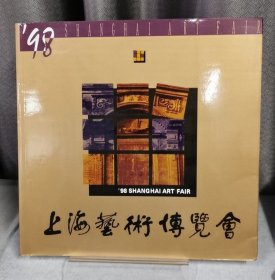 '98
SHANGHAI ART FAIR
'98 SHANGHAI ART FAIR
上海藝術博覽會